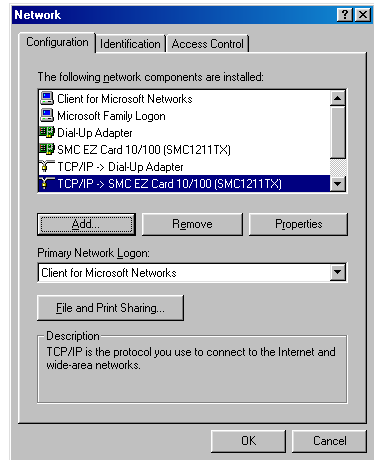 Network
Configuration Identification Access Control
The following network components are installed:
Client for Microsoft Networks
Microsoft Family Logon
Dial-Up Adapter
SMC EZ Card 10/100 (SMC1211TX)
TCP/IP -> Dial-Up Adapter
TCP/IP -> SMC EZ Card 10/100 (SMC1211TX)
Add... Remove Properties
Primary Network Logon:
Client for Microsoft Networks
File and Print Sharing...
Description
TCP/IP is the protocol you use to connect to the Internet and
wide-area networks.
OK Cancel